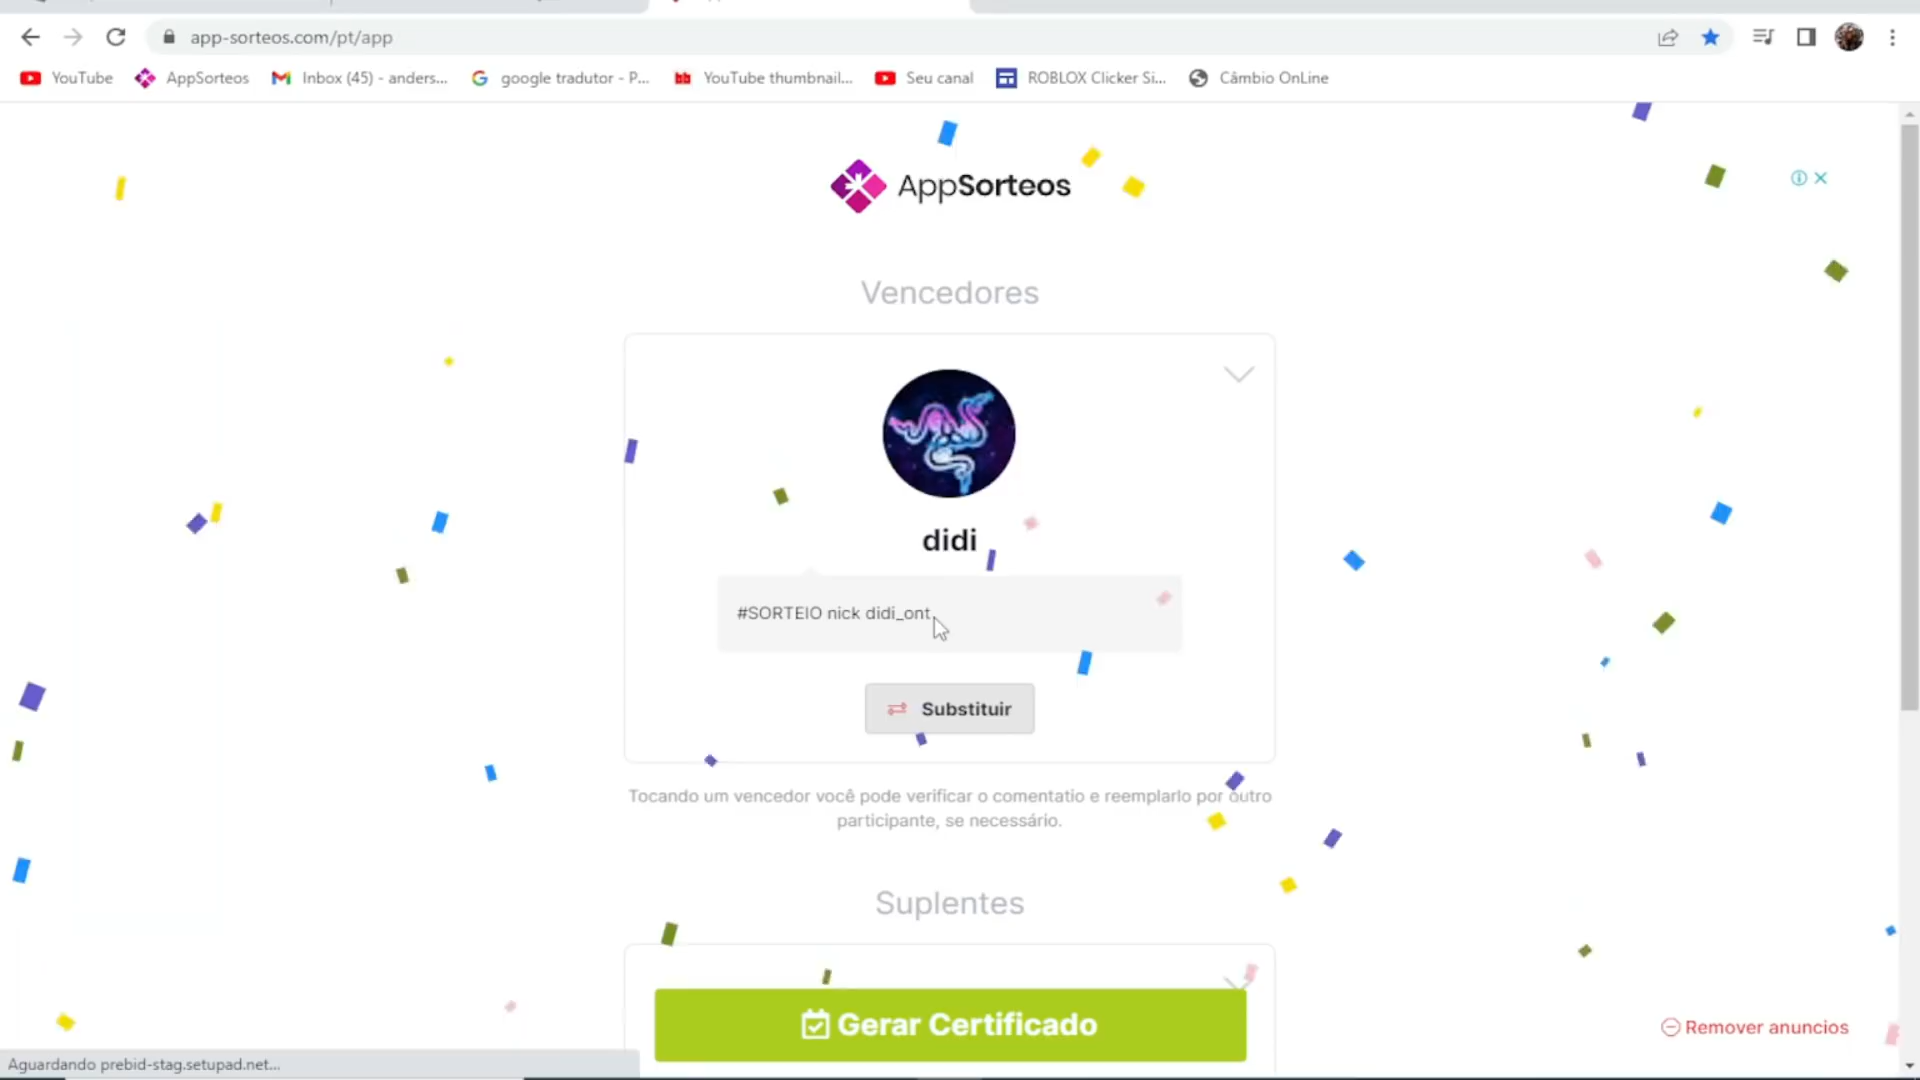 app-sorteos.com/pt/app
YouTube
AppSorteos
Inbox (45) - anders...
google tradutor - P...
YouTube thumbnail...
Seu canal
ROBLOX Clicker Si...
Câmbio OnLine
AppSorteos
Vencedores
didi
#SORTEIO nick didi_ont
Substituir
Tocando um vencedor você pode verificar o comentatio e reemplarlo por outro
participante, se necessário.
Suplentes
Gerar Certificado
Remover anuncios
Aguardando prebid-stag.setupad.net...